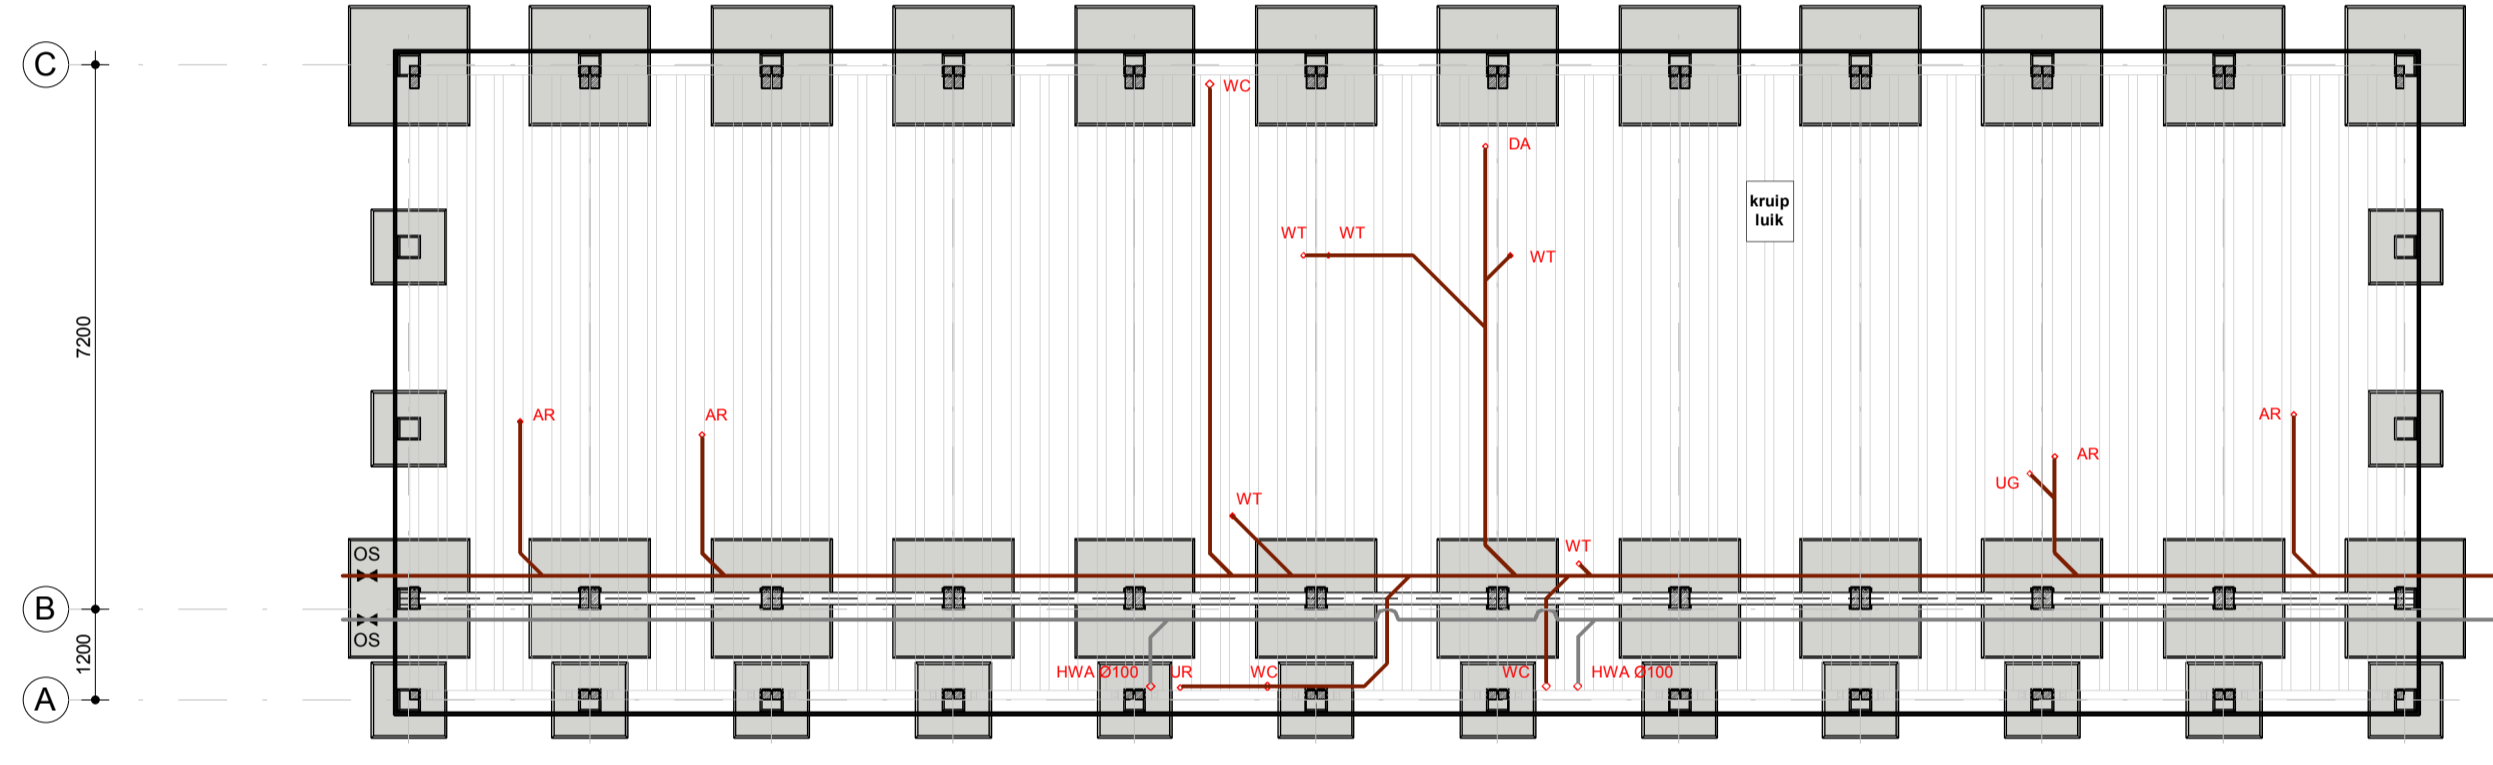 C
WC
DA
kruip
luik
WT WT
WT
7200
AR
AR
AR
AR
UG
WT
WT
OS
B
OS
1200
HWA Ø100
UR
WC
WC
HWA Ø100
A